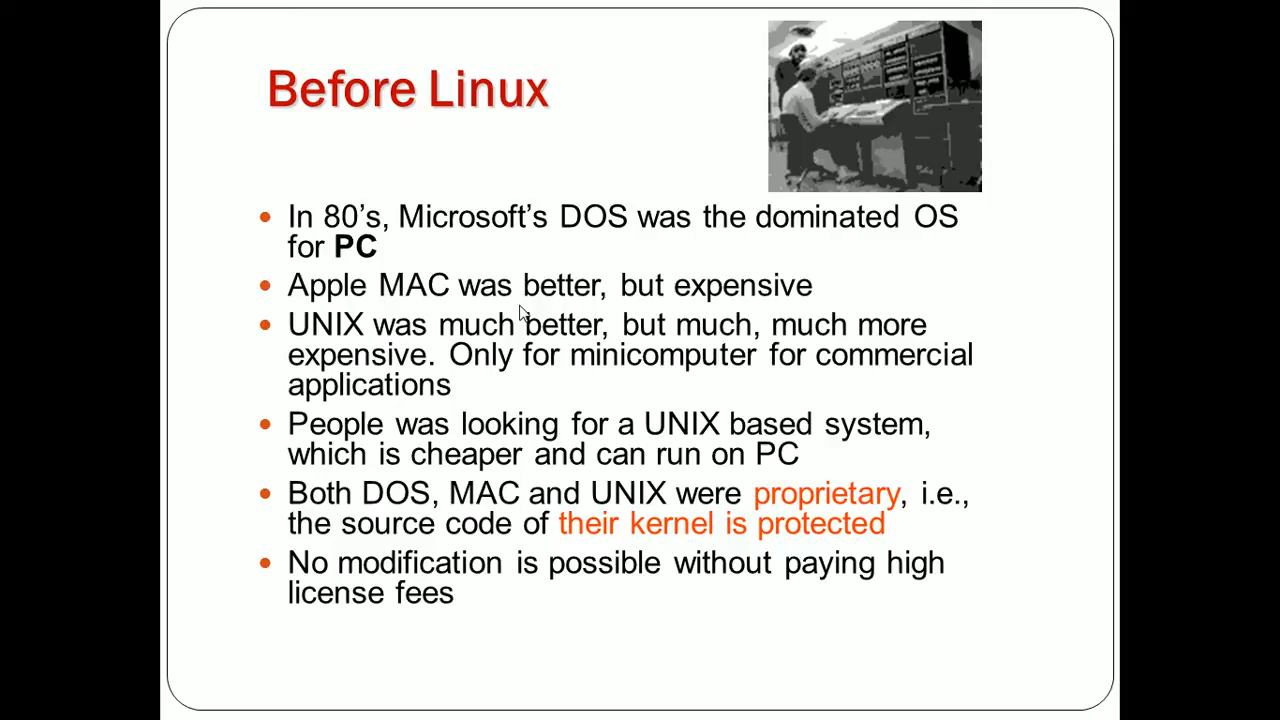 Before Linux
• In 80’s, Microsoft’s DOS was the dominated OS
for PC
• Apple MAC was better, but expensive
• UNIX was much better, but much, much more
expensive. Only for minicomputer for commercial
applications
• People was looking for a UNIX based system,
which is cheaper and can run on PC
• Both DOS, MAC and UNIX were proprietary, i.e.,
the source code of their kernel is protected
• No modification is possible without paying high
license fees